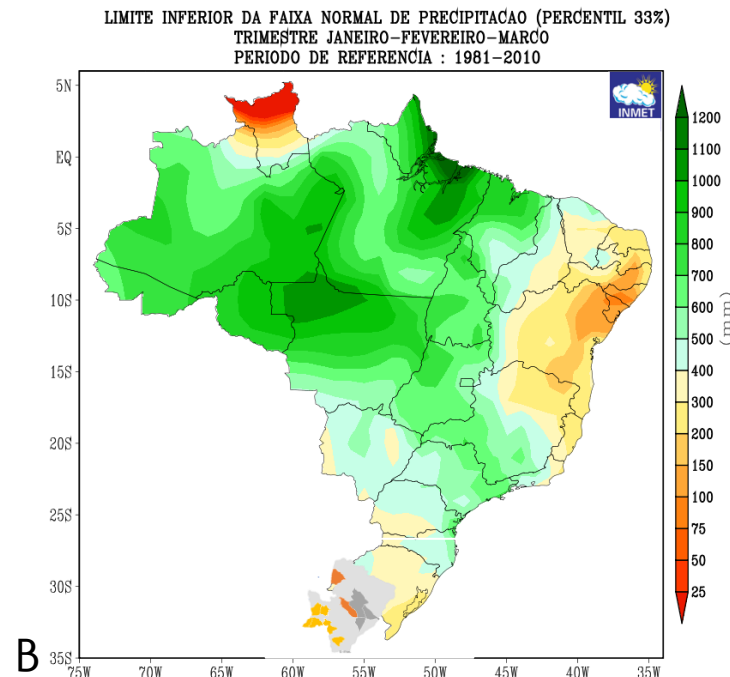 LIMITE INFERIOR DA FAIXA NORMAL DE PRECIPITACAO (PERCENTIL 33%)
TRIMESTRE JANEIRO-FEVEREIRO-MARCO
PERIODO DE REFERENCIA : 1981-2010
INMET
5N
EQ
5S
10S
15S
20S
25S
30S
35S
75W 70W 65W 60W 55W 50W 45W 40W 35W
1200
1100
1000
900
800
700
600
500
400
300
200
150
100
75
50
25
(mm)
B